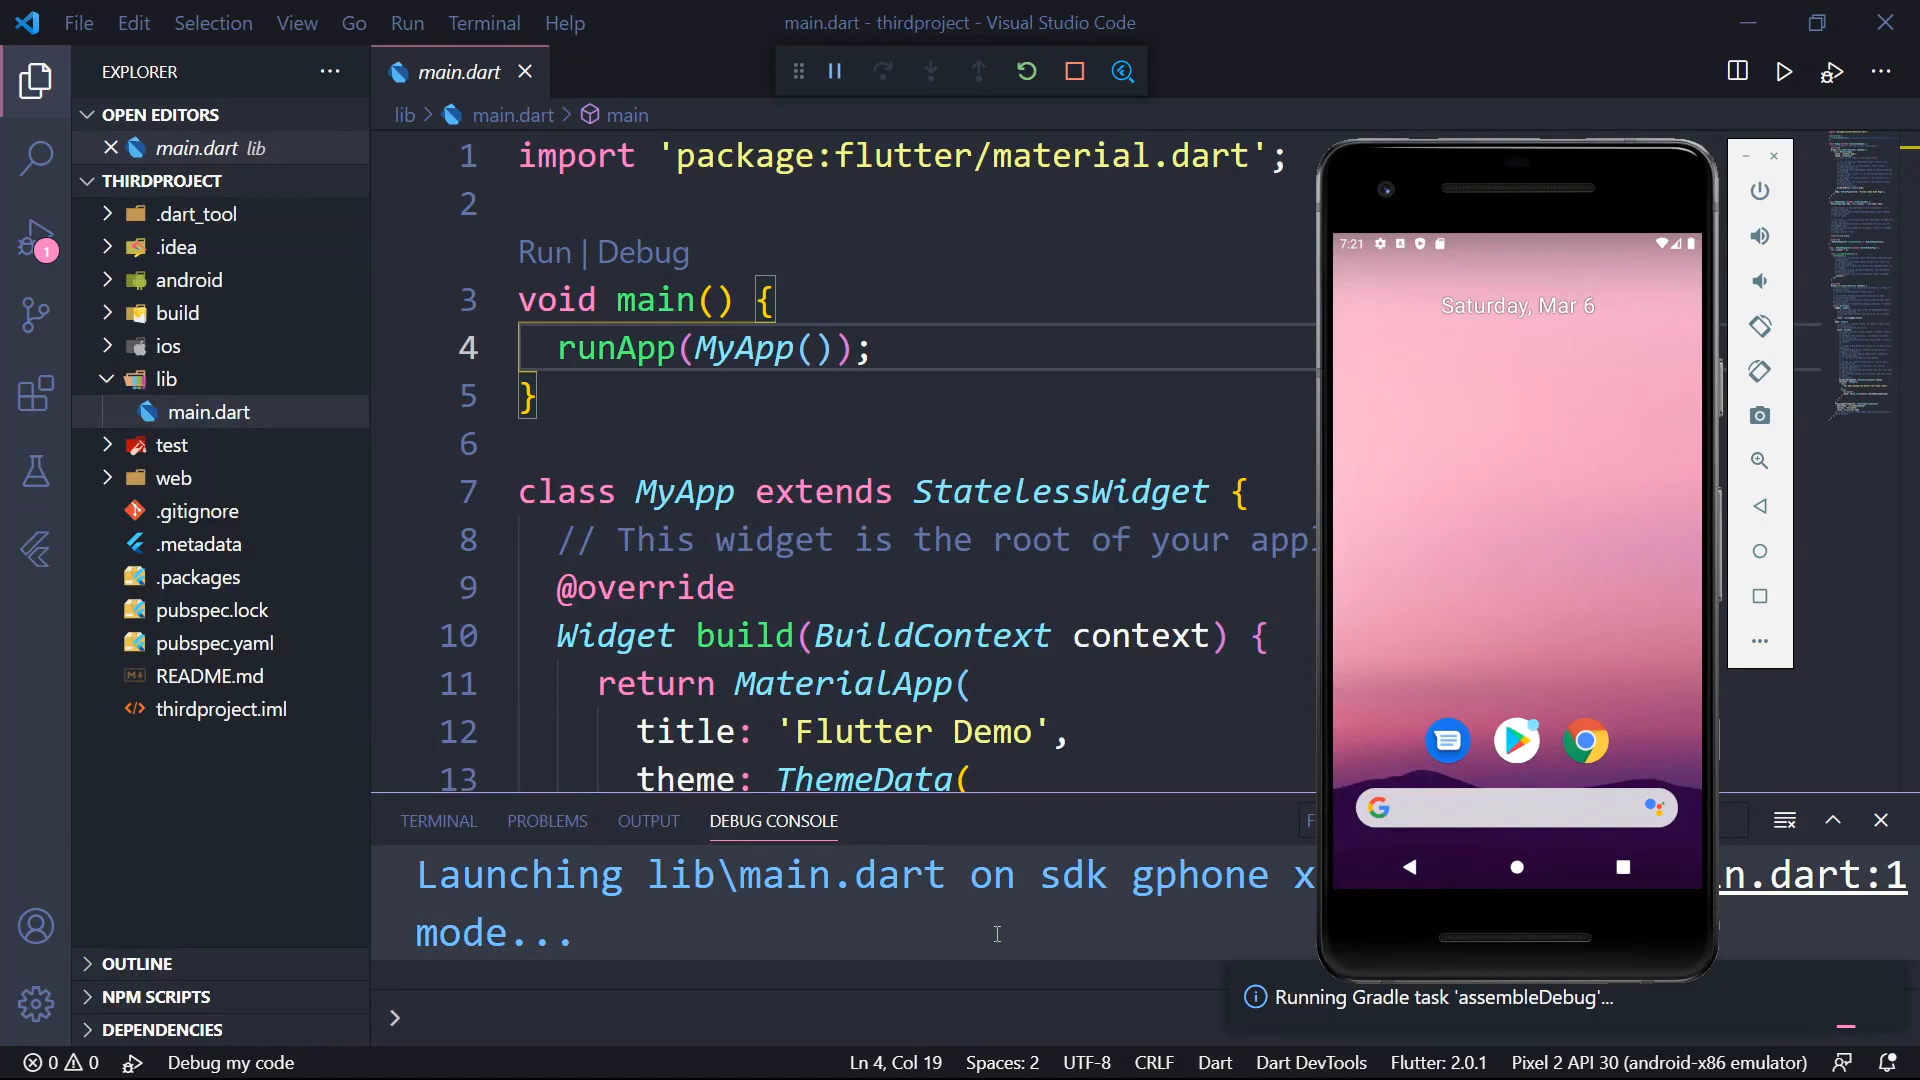 File Edit Selection View Go Run Terminal Help
main.dart - thirdproject - Visual Studio Code
EXPLORER
main.dart
OPEN EDITORS
main.dart lib
THIRDPROJECT
.dart_tool
.idea
android
build
ios
lib
main.dart
test
web
.gitignore
.metadata
.packages
pubspec.lock
pubspec.yaml
README.md
thirdproject.iml
OUTLINE
NPM SCRIPTS
DEPENDENCIES
1
lib > main.dart > main
1 import 'package:flutter/material.dart';
2
Run | Debug
3 void main() {
4 runApp(MyApp());
5 }
6
7 class MyApp extends StatelessWidget {
8 // This widget is the root of your appl
9 @override
10 Widget build(BuildContext context) {
11 return MaterialApp(
12 title: 'Flutter Demo',
13 theme: ThemeData(
7:21
Saturday, Mar 6
TERMINAL PROBLEMS OUTPUT DEBUG CONSOLE
Launching lib\main.dart on sdk gphone x
mode...
in.dart:1
Running Gradle task 'assembleDebug'...
0 0 Debug my code Ln 4, Col 19 Spaces: 2 UTF-8 CRLF Dart Dart DevTools Flutter: 2.0.1 Pixel 2 API 30 (android-x86 emulator)